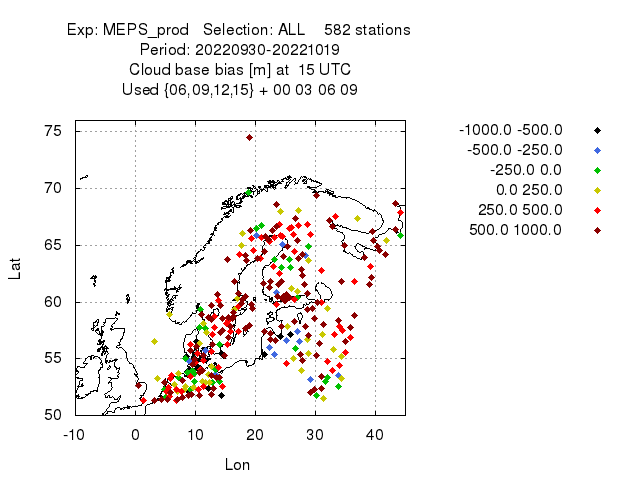 Exp: MEPS_prod   Selection: ALL    582 stations
Period: 20220930-20221019
Cloud base bias [m] at  15 UTC
Used {06,09,12,15} + 00 03 06 09
-1000.0 -500.0
-500.0 -250.0
-250.0 0.0
0.0 250.0
250.0 500.0
500.0 1000.0
75
70
65
60
55
50
Lat
-10 0 10 20 30 40
Lon